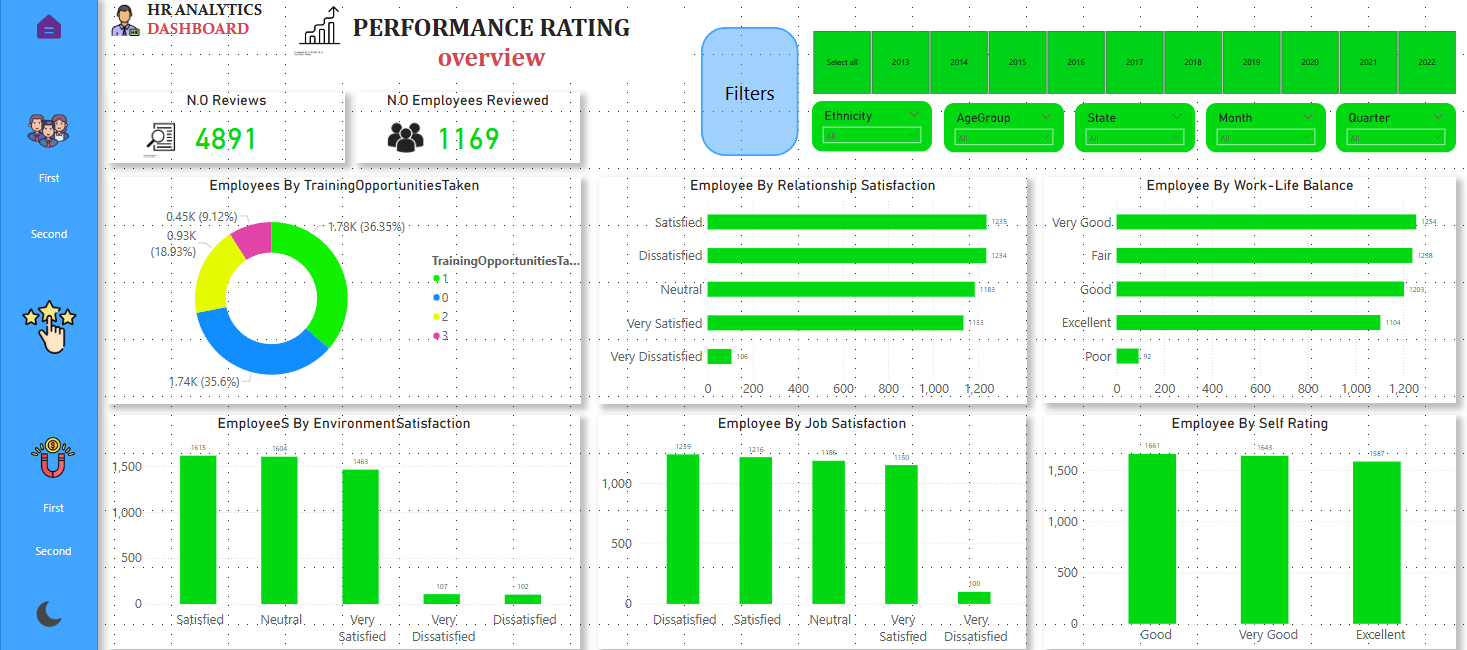 HR ANALYTICS
DASHBOARD
PERFORMANCE RATING
overview
Filters
Select all
2013
2014
2015
2016
2017
2018
2019
2020
2021
2022
Ethnicity
All
AgeGroup
All
State
All
Month
All
Quarter
All
N.O Reviews
4891
N.O Employees Reviewed
1169
First
Second
First
Second
Employees By TrainingOpportunitiesTaken
0.45K (9.12%)
0.93K
(18.93%)
1.78K (36.35%)
1.74K (35.6%)
TrainingOpportunitiesTa...
1
0
2
3
Employee By Relationship Satisfaction
Satisfied 1235
Dissatisfied 1234
Neutral 1183
Very Satisfied 1133
Very Dissatisfied 106
0 200 400 600 800 1,000 1,200
Employee By Work-Life Balance
Very Good 1254
Fair
Good 1203
Excellent 1104
Poor 92
0 200 400 600 800 1,000 1,200
EmployeeS By EnvironmentSatisfaction
1615 1604 1463 107 102
1,500
1,000
500
0
Satisfied Neutral Very Satisfied Very Dissatisfied Dissatisfied
Employee By Job Satisfaction
1239 1216 1186 1150 100
1,000
500
0
Dissatisfied Satisfied Neutral Very Satisfied Very Dissatisfied
Employee By Self Rating
1661 1643 1587
1,500
1,000
500
0
Good Very Good Excellent